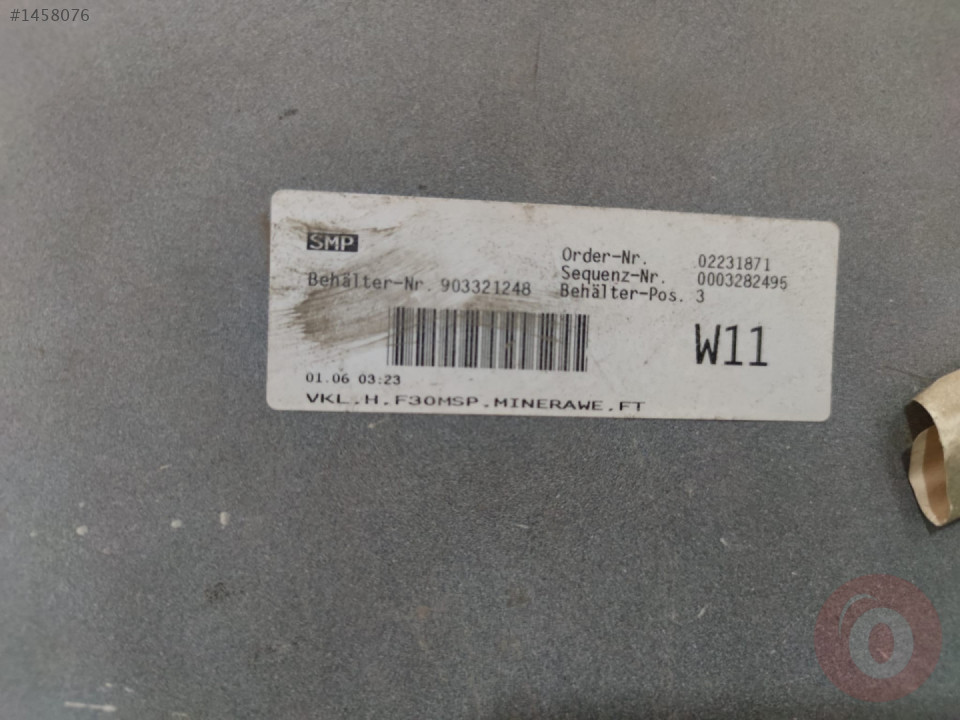 #1458076
SMP
Order-Nr. 02231871
Sequenz-Nr. 0003282495
Behälter-Nr. 903321248 Behälter-Pos. 3
W11
01.06 03:23
VKL.H.F30MSP.MINERAWE.FT